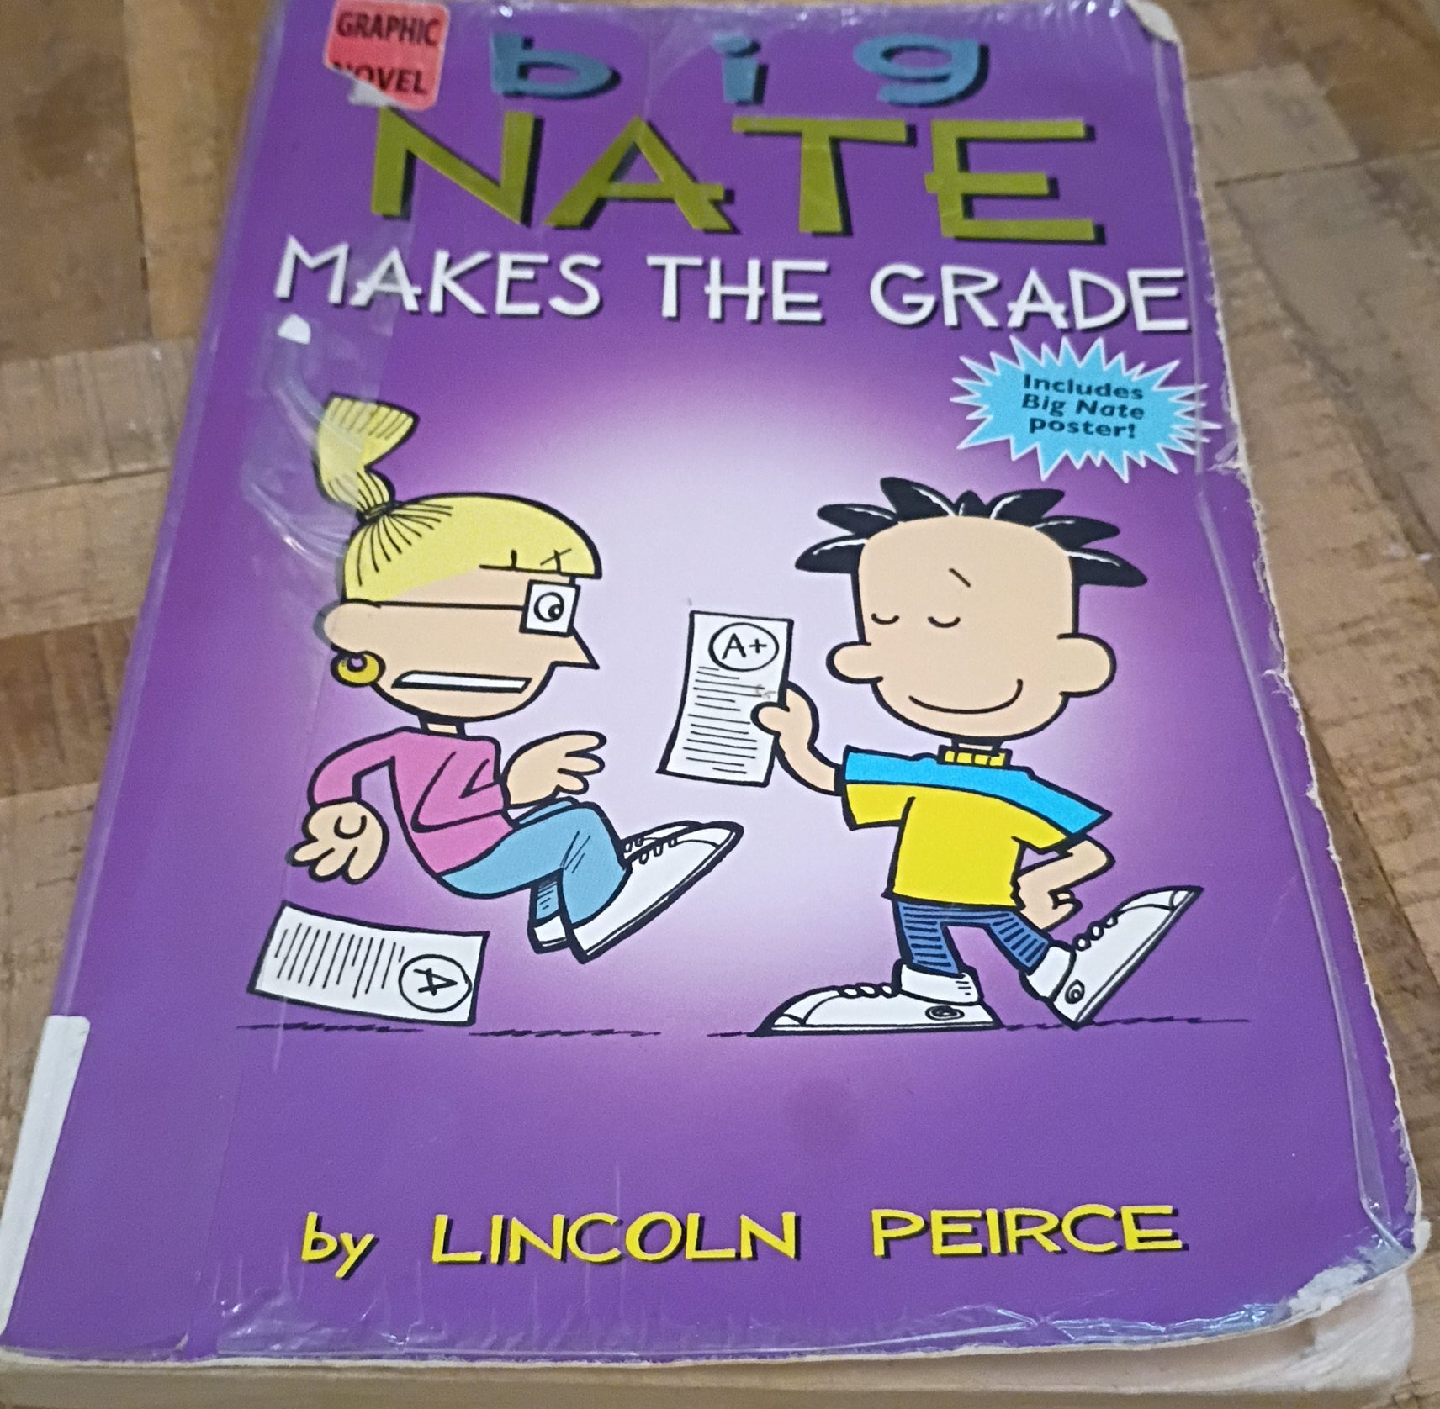 GRAPHIC
NOVEL
big
NATE
MAKES THE GRADE
Includes
Big Nate
poster!
A+
A
by LINCOLN PEIRCE